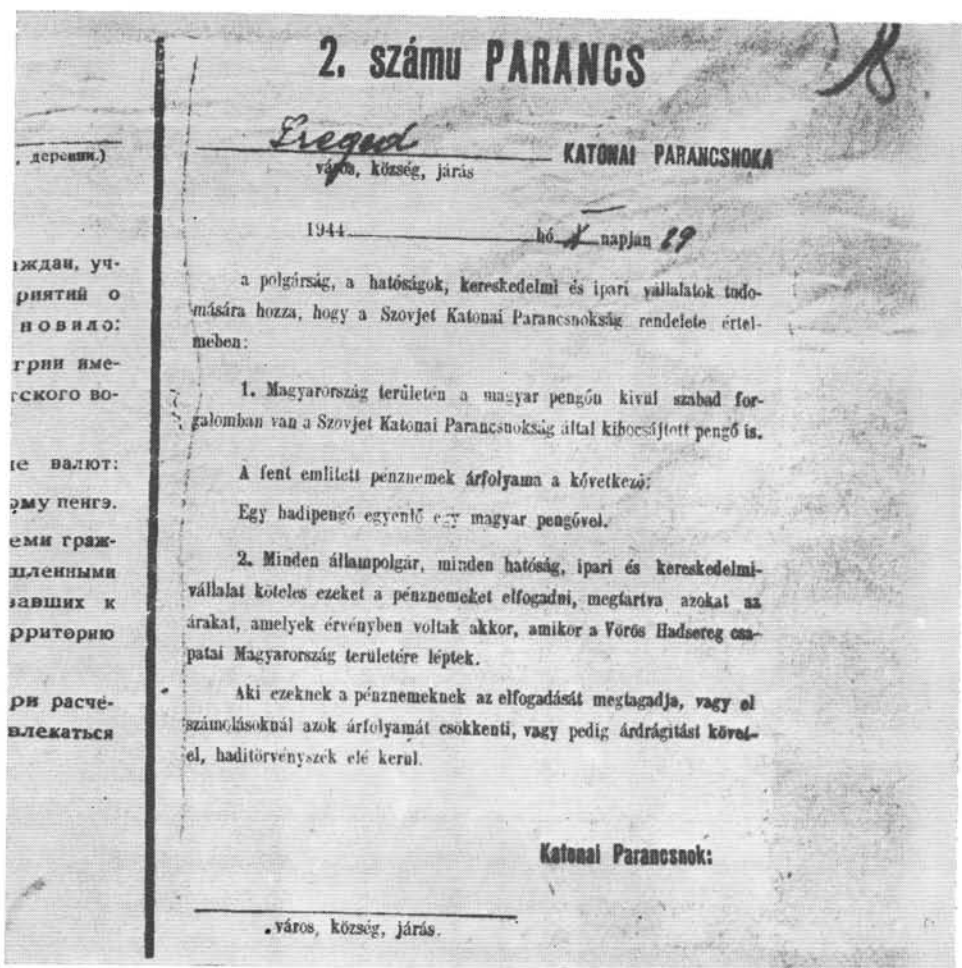 , деревни.)
аждан, уч-
риятий о
новило:
грии име-
тского во-
ие валют:
ому пенгэ.
еми граж-
шленными
вавших к
рриторию
ри расче-
влекаться
2. számu PARANCS
Szeged KATONAI PARANCSNOKA
város, község, járás
1944 hó X napjan 29
a polgárság, a hatóságok, kereskedelmi és ipari vállalatok tudo-
mására hozza, hogy a Szovjet Katonai Parancsnokság rendelete értel-
mében:
1. Magyarország területén a magyar pengőn kivul szabad for-
galomban van a Szovjet Katonai Parancsnokság által kibocsájtott pengő is.
A fent emlitett pénznemek árfolyama a következő:
Egy hadipengő egyenlő egy magyar pengővel.
2. Minden állampolgár, minden hatóság, ipari és kereskedelmi-
vállalat köteles ezeket a pénznemeket elfogadni, megtartva azokat az
árakat, amelyek érvényben voltak akkor, amikor a Vörös Hadsereg csa-
patai Magyarország területére léptek.
Aki ezeknek a pénznemeknek az elfogadását megtagadja, vagy el
számolásoknál azok árfolyamát csökkenti, vagy pedig árdrágitást követ-
el, haditörvényszék elé kerul.
Katonai Parancsnok:
város, község, járás.